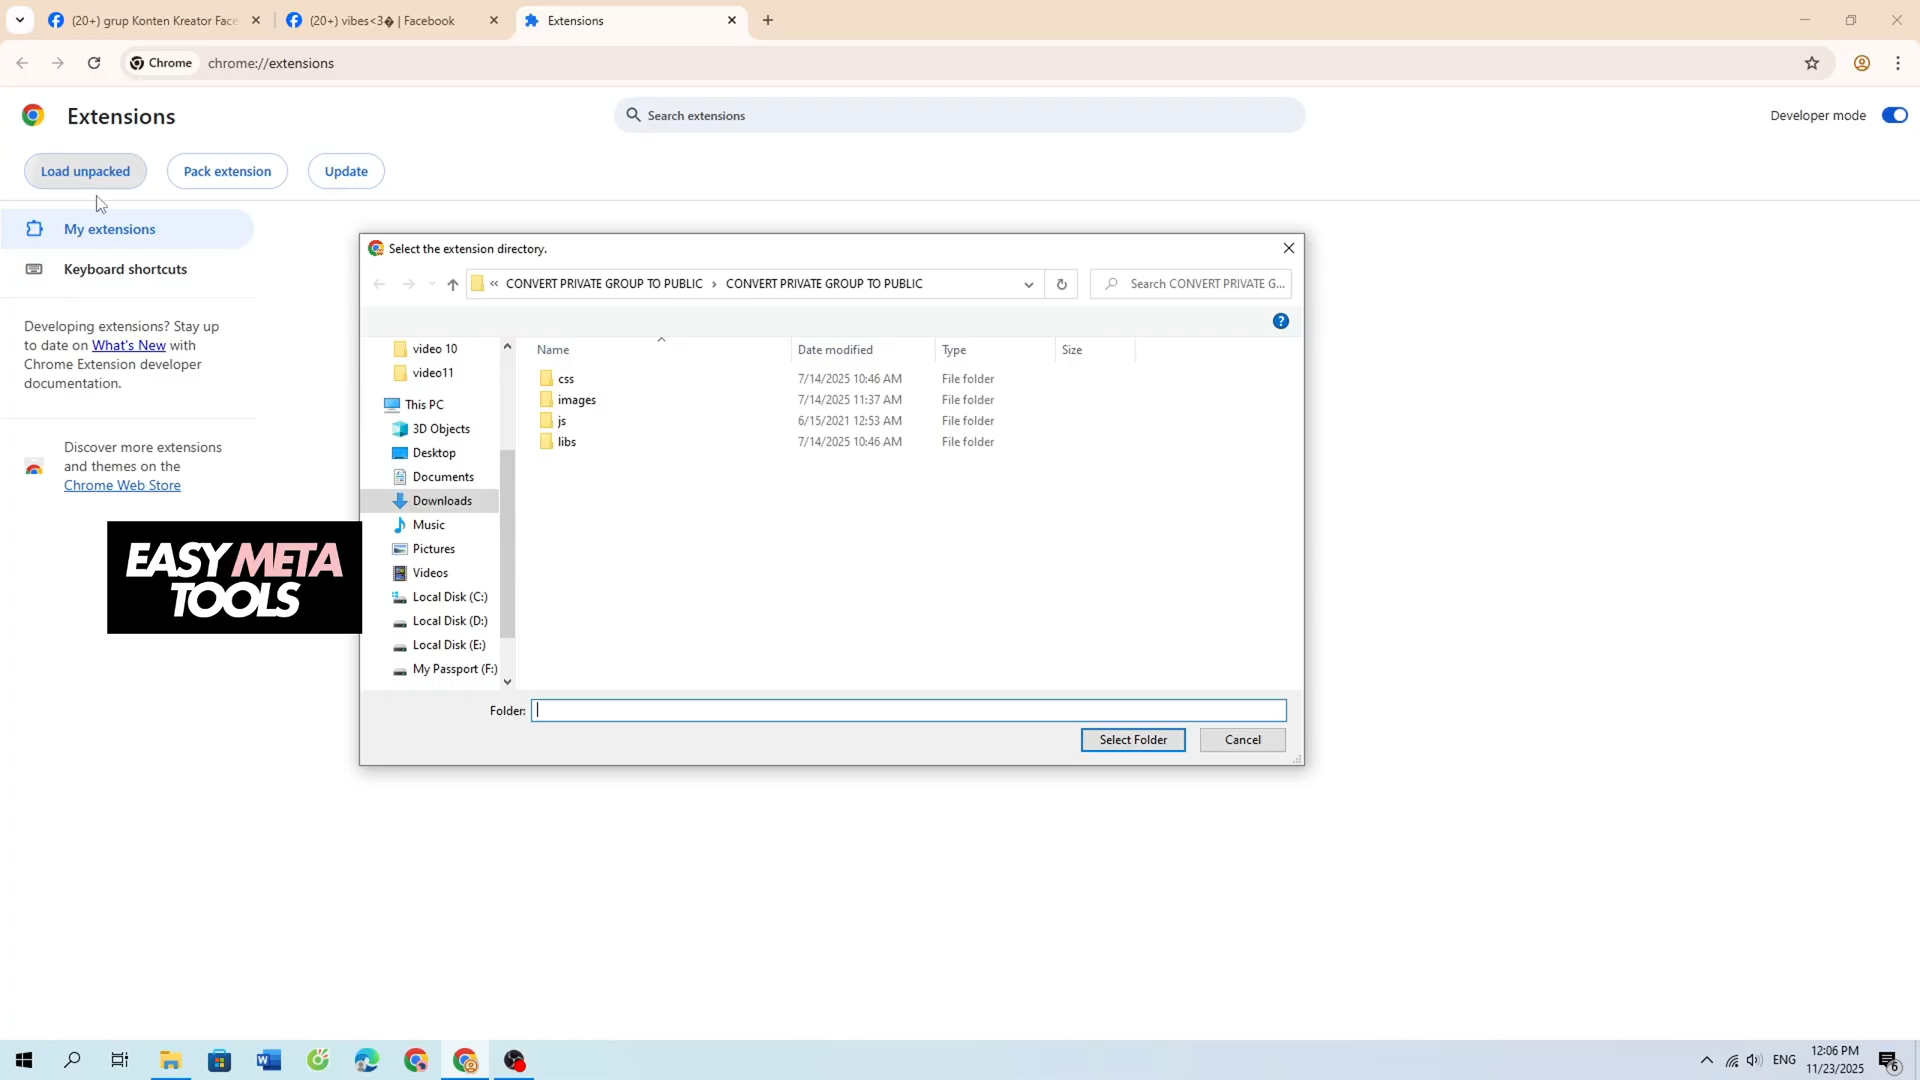 (20+) grup Konten Kreator Face
(20+) vibes<3� | Facebook
Extensions
Chrome
chrome://extensions
Extensions
Search extensions
Developer mode
Load unpacked
Pack extension
Update
My extensions
Keyboard shortcuts
Developing extensions? Stay up
to date on What's New with
Chrome Extension developer
documentation.
Discover more extensions
and themes on the
Chrome Web Store
EASY META
TOOLS
Select the extension directory.
« CONVERT PRIVATE GROUP TO PUBLIC › CONVERT PRIVATE GROUP TO PUBLIC
Search CONVERT PRIVATE G...
video 10
video11
This PC
3D Objects
Desktop
Documents
Downloads
Music
Pictures
Videos
Local Disk (C:)
Local Disk (D:)
Local Disk (E:)
My Passport (F:)
Name Date modified Type Size
css 7/14/2025 10:46 AM File folder
images 7/14/2025 11:37 AM File folder
js 6/15/2021 12:53 AM File folder
libs 7/14/2025 10:46 AM File folder
Folder:
Select Folder
Cancel
ENG
12:06 PM
11/23/2025
6